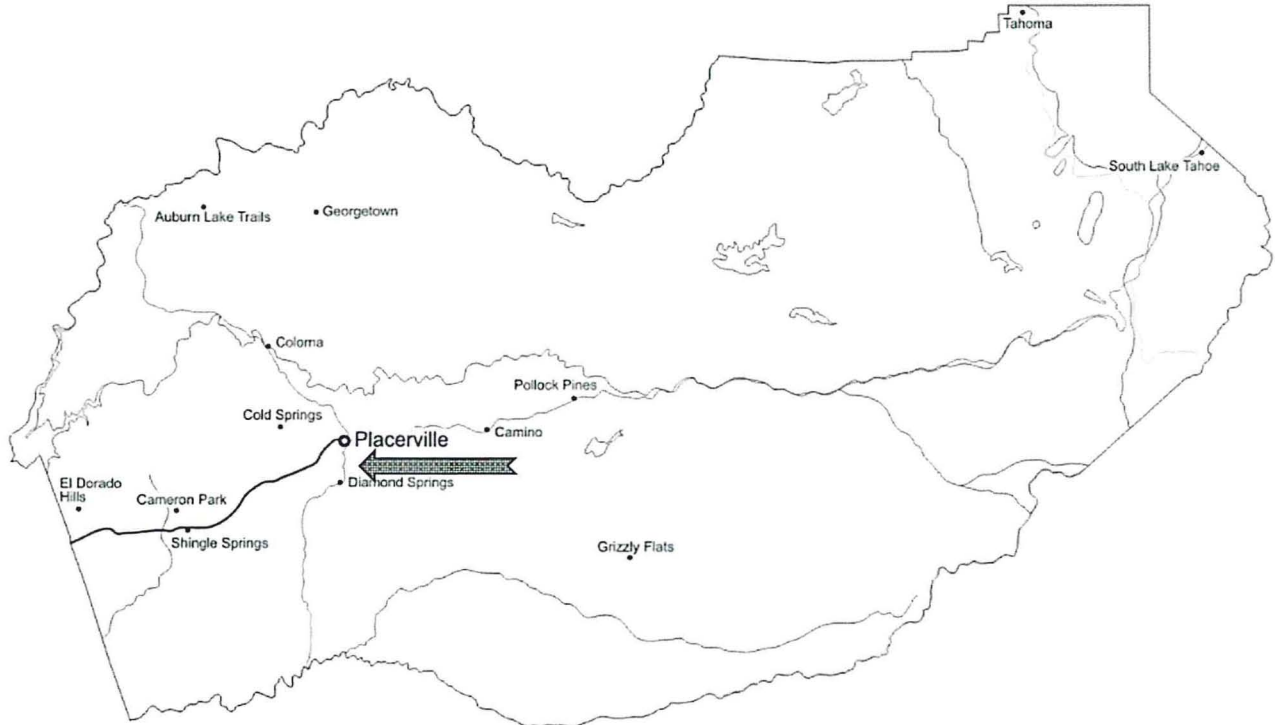 Tahoma
South Lake Tahoe
Auburn Lake Trails
Georgetown
Coloma
Pollock Pines
Cold Springs
Camino
Placerville
El Dorado
Hills
Diamond Springs
Cameron Park
Shingle Springs
Grizzly Flats